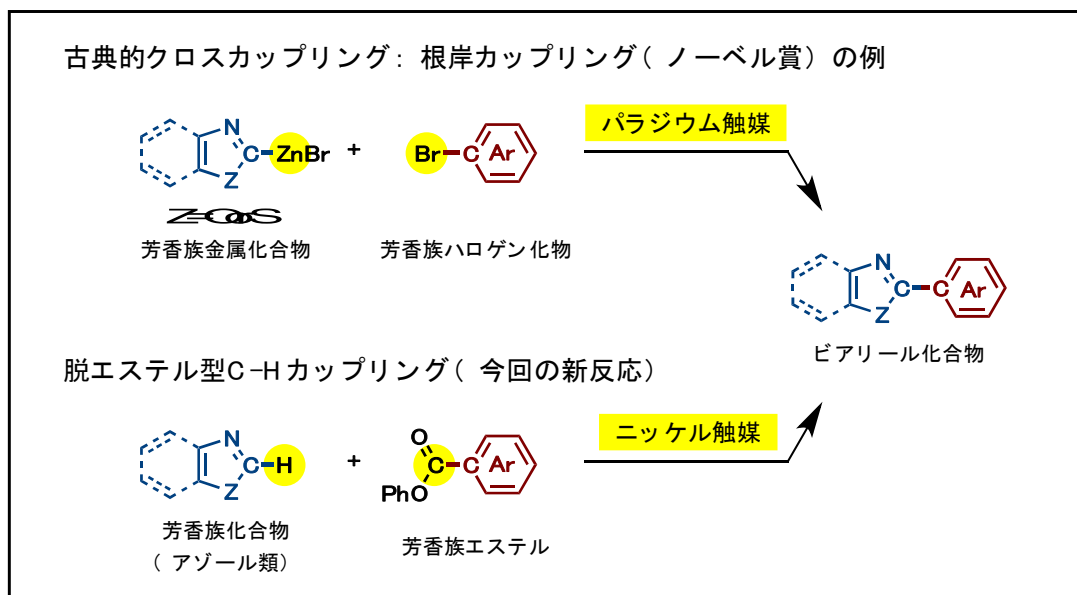 古典的クロスカップリング: 根岸カップリング( ノーベル賞) の例
パラジウム触媒
N
C
ZnBr
+
Br
C
Ar
Z
芳香族金属化合物
芳香族ハロゲン化物
N
C
C
Ar
Z
ビアリール化合物
脱エステル型C-Hカップリング( 今回の新反応)
ニッケル触媒
N
C
H
+
O
C
C
Ar
Z
PhO
芳香族化合物
( アゾール類)
芳香族エステル